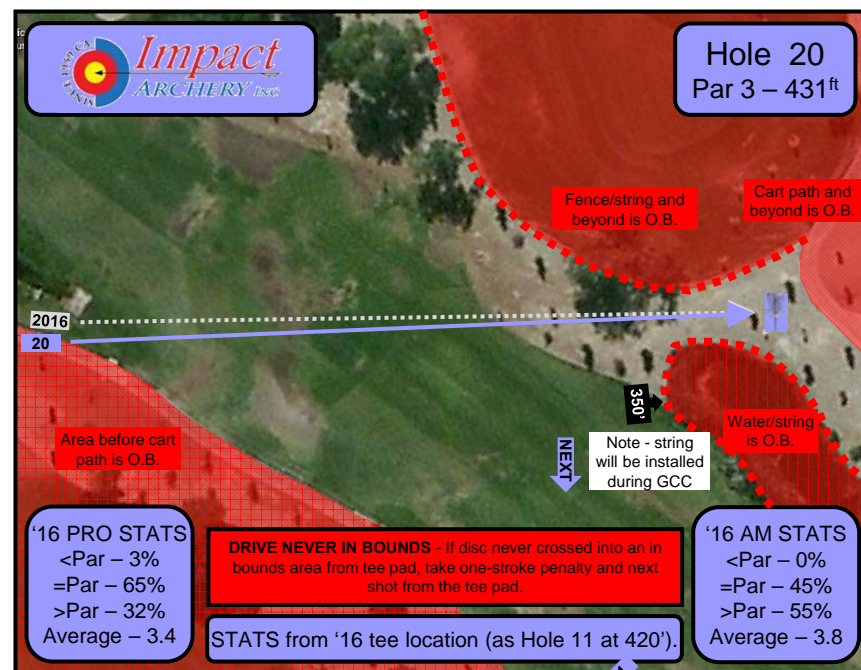 SINCE 1959 CA.
Impact
ARCHERY INC
Hole 20
Par 3 – 431ft
Fence/string and
beyond is O.B.
Cart path and
beyond is O.B.
2016
20
350'
Area before cart
path is O.B.
NEXT
Note - string
will be installed
during GCC
Water/string
is O.B.
‘16 PRO STATS
<Par – 3%
=Par – 65%
>Par – 32%
Average – 3.4
DRIVE NEVER IN BOUNDS - If disc never crossed into an in
bounds area from tee pad, take one-stroke penalty and next
shot from the tee pad.
STATS from ‘16 tee location (as Hole 11 at 420’).
‘16 AM STATS
<Par – 0%
=Par – 45%
>Par – 55%
Average – 3.8